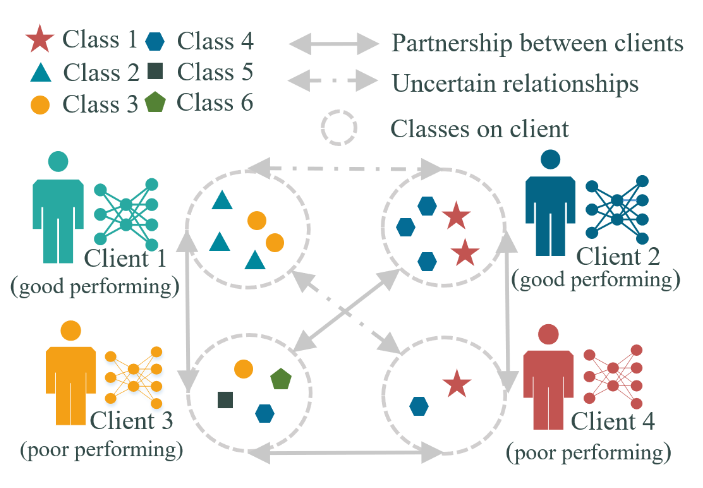 Class 1 Class 4
Class 2 Class 5
Class 3 Class 6
Partnership between clients
Uncertain relationships
Classes on client
Client 1
(good performing)
Client 2
(good performing)
Client 3
(poor performing)
Client 4
(poor performing)